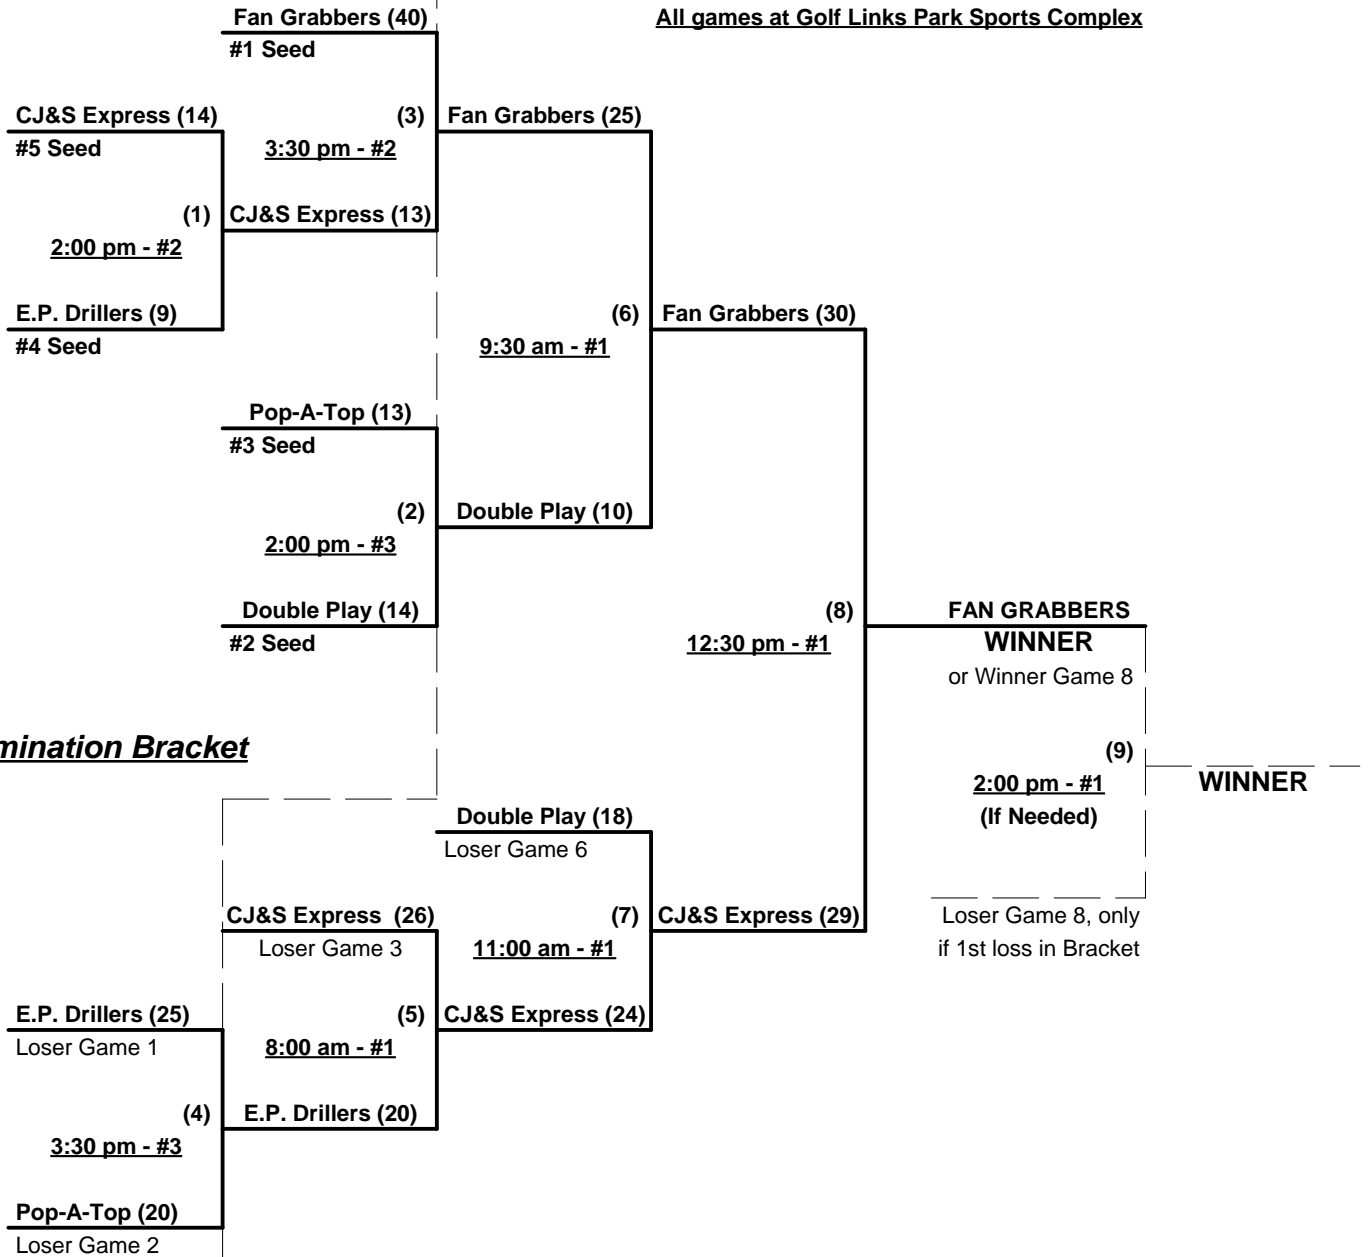 Fan Grabbers (40)
All games at Golf Links Park Sports Complex
#1 Seed
CJ&S Express (14)
(3)
Fan Grabbers (25)
#5 Seed
3:30 pm - #2
(1)
CJ&S Express (13)
2:00 pm - #2
E.P. Drillers (9)
(6)
Fan Grabbers (30)
#4 Seed
9:30 am - #1
Pop-A-Top (13)
#3 Seed
(2)
Double Play (10)
2:00 pm - #3
Double Play (14)
(8)
FAN GRABBERS
#2 Seed
12:30 pm - #1
WINNER
or Winner Game 8
mination Bracket
(9)
2:00 pm - #1
WINNER
(If Needed)
Double Play (18)
Loser Game 6
CJ&S Express (26)
(7)
CJ&S Express (29)
Loser Game 8, only
Loser Game 3
11:00 am - #1
if 1st loss in Bracket
E.P. Drillers (25)
(5)
CJ&S Express (24)
Loser Game 1
8:00 am - #1
(4)
E.P. Drillers (20)
3:30 pm - #3
Pop-A-Top (20)
Loser Game 2